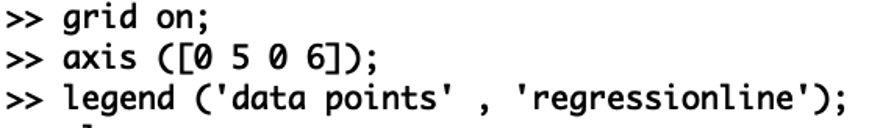 >> grid on;
>> axis ([0 5 0 6]);
>> legend ('data points' , 'regressionline');